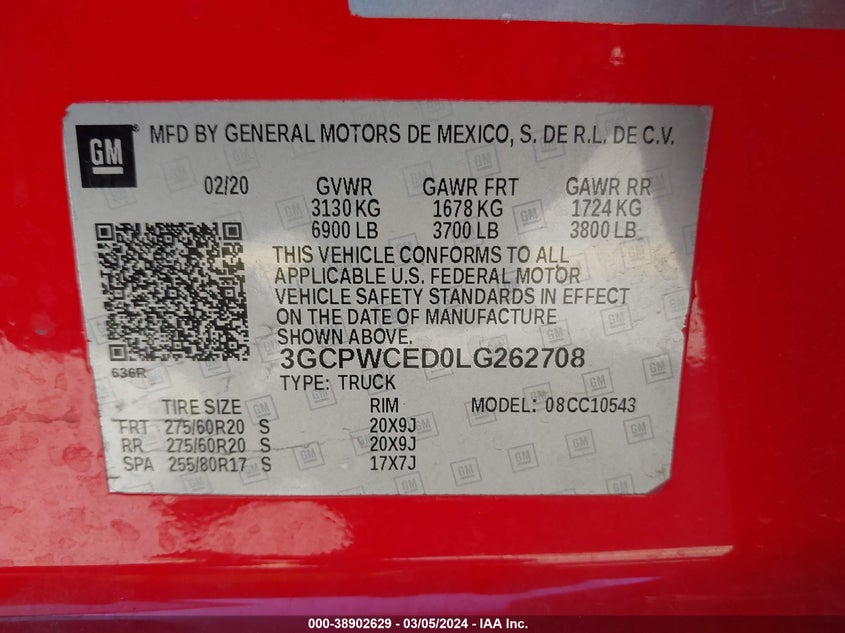 GM ® MFD BY GENERAL MOTORS DE MEXICO, S. DE R.L. DE C.V.
02/20 GVWR GAWR FRT GAWR RR
3130 KG 1678 KG 1724 KG
6900 LB 3700 LB 3800 LB
THIS VEHICLE CONFORMS TO ALL
APPLICABLE U.S. FEDERAL MOTOR
VEHICLE SAFETY STANDARDS IN EFFECT
ON THE DATE OF MANUFACTURE
SHOWN ABOVE.
636R
3GCPWCED0LG262708
TYPE: TRUCK
TIRE SIZE RIM MODEL: 08CC10543
FRT 275/60R20 S 20X9J
RR 275/60R20 S 20X9J
SPA 255/80R17 S 17X7J
000-38902629 - 03/05/2024 - IAA Inc.